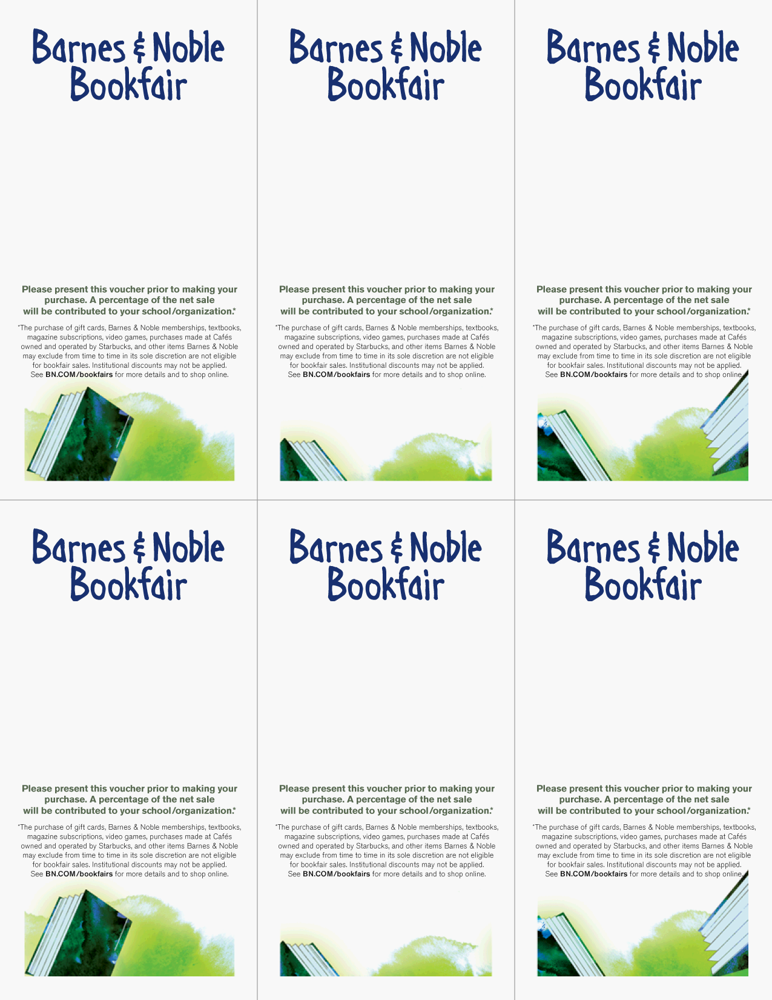 Barnes & Noble
Bookfair
Please present this voucher prior to making your
purchase. A percentage of the net sale
will be contributed to your school/organization.*
*The purchase of gift cards, Barnes & Noble memberships, textbooks,
magazine subscriptions, video games, purchases made at Cafés
owned and operated by Starbucks, and other items Barnes & Noble
may exclude from time to time in its sole discretion are not eligible
for bookfair sales. Institutional discounts may not be applied.
See BN.COM/bookfairs for more details and to shop online.
Barnes & Noble
Bookfair
Please present this voucher prior to making your
purchase. A percentage of the net sale
will be contributed to your school/organization.*
*The purchase of gift cards, Barnes & Noble memberships, textbooks,
magazine subscriptions, video games, purchases made at Cafés
owned and operated by Starbucks, and other items Barnes & Noble
may exclude from time to time in its sole discretion are not eligible
for bookfair sales. Institutional discounts may not be applied.
See BN.COM/bookfairs for more details and to shop online.
Barnes & Noble
Bookfair
Please present this voucher prior to making your
purchase. A percentage of the net sale
will be contributed to your school/organization.*
*The purchase of gift cards, Barnes & Noble memberships, textbooks,
magazine subscriptions, video games, purchases made at Cafés
owned and operated by Starbucks, and other items Barnes & Noble
may exclude from time to time in its sole discretion are not eligible
for bookfair sales. Institutional discounts may not be applied.
See BN.COM/bookfairs for more details and to shop online.
Barnes & Noble
Bookfair
Please present this voucher prior to making your
purchase. A percentage of the net sale
will be contributed to your school/organization.*
*The purchase of gift cards, Barnes & Noble memberships, textbooks,
magazine subscriptions, video games, purchases made at Cafés
owned and operated by Starbucks, and other items Barnes & Noble
may exclude from time to time in its sole discretion are not eligible
for bookfair sales. Institutional discounts may not be applied.
See BN.COM/bookfairs for more details and to shop online.
Barnes & Noble
Bookfair
Please present this voucher prior to making your
purchase. A percentage of the net sale
will be contributed to your school/organization.*
*The purchase of gift cards, Barnes & Noble memberships, textbooks,
magazine subscriptions, video games, purchases made at Cafés
owned and operated by Starbucks, and other items Barnes & Noble
may exclude from time to time in its sole discretion are not eligible
for bookfair sales. Institutional discounts may not be applied.
See BN.COM/bookfairs for more details and to shop online.
Barnes & Noble
Bookfair
Please present this voucher prior to making your
purchase. A percentage of the net sale
will be contributed to your school/organization.*
*The purchase of gift cards, Barnes & Noble memberships, textbooks,
magazine subscriptions, video games, purchases made at Cafés
owned and operated by Starbucks, and other items Barnes & Noble
may exclude from time to time in its sole discretion are not eligible
for bookfair sales. Institutional discounts may not be applied.
See BN.COM/bookfairs for more details and to shop online.